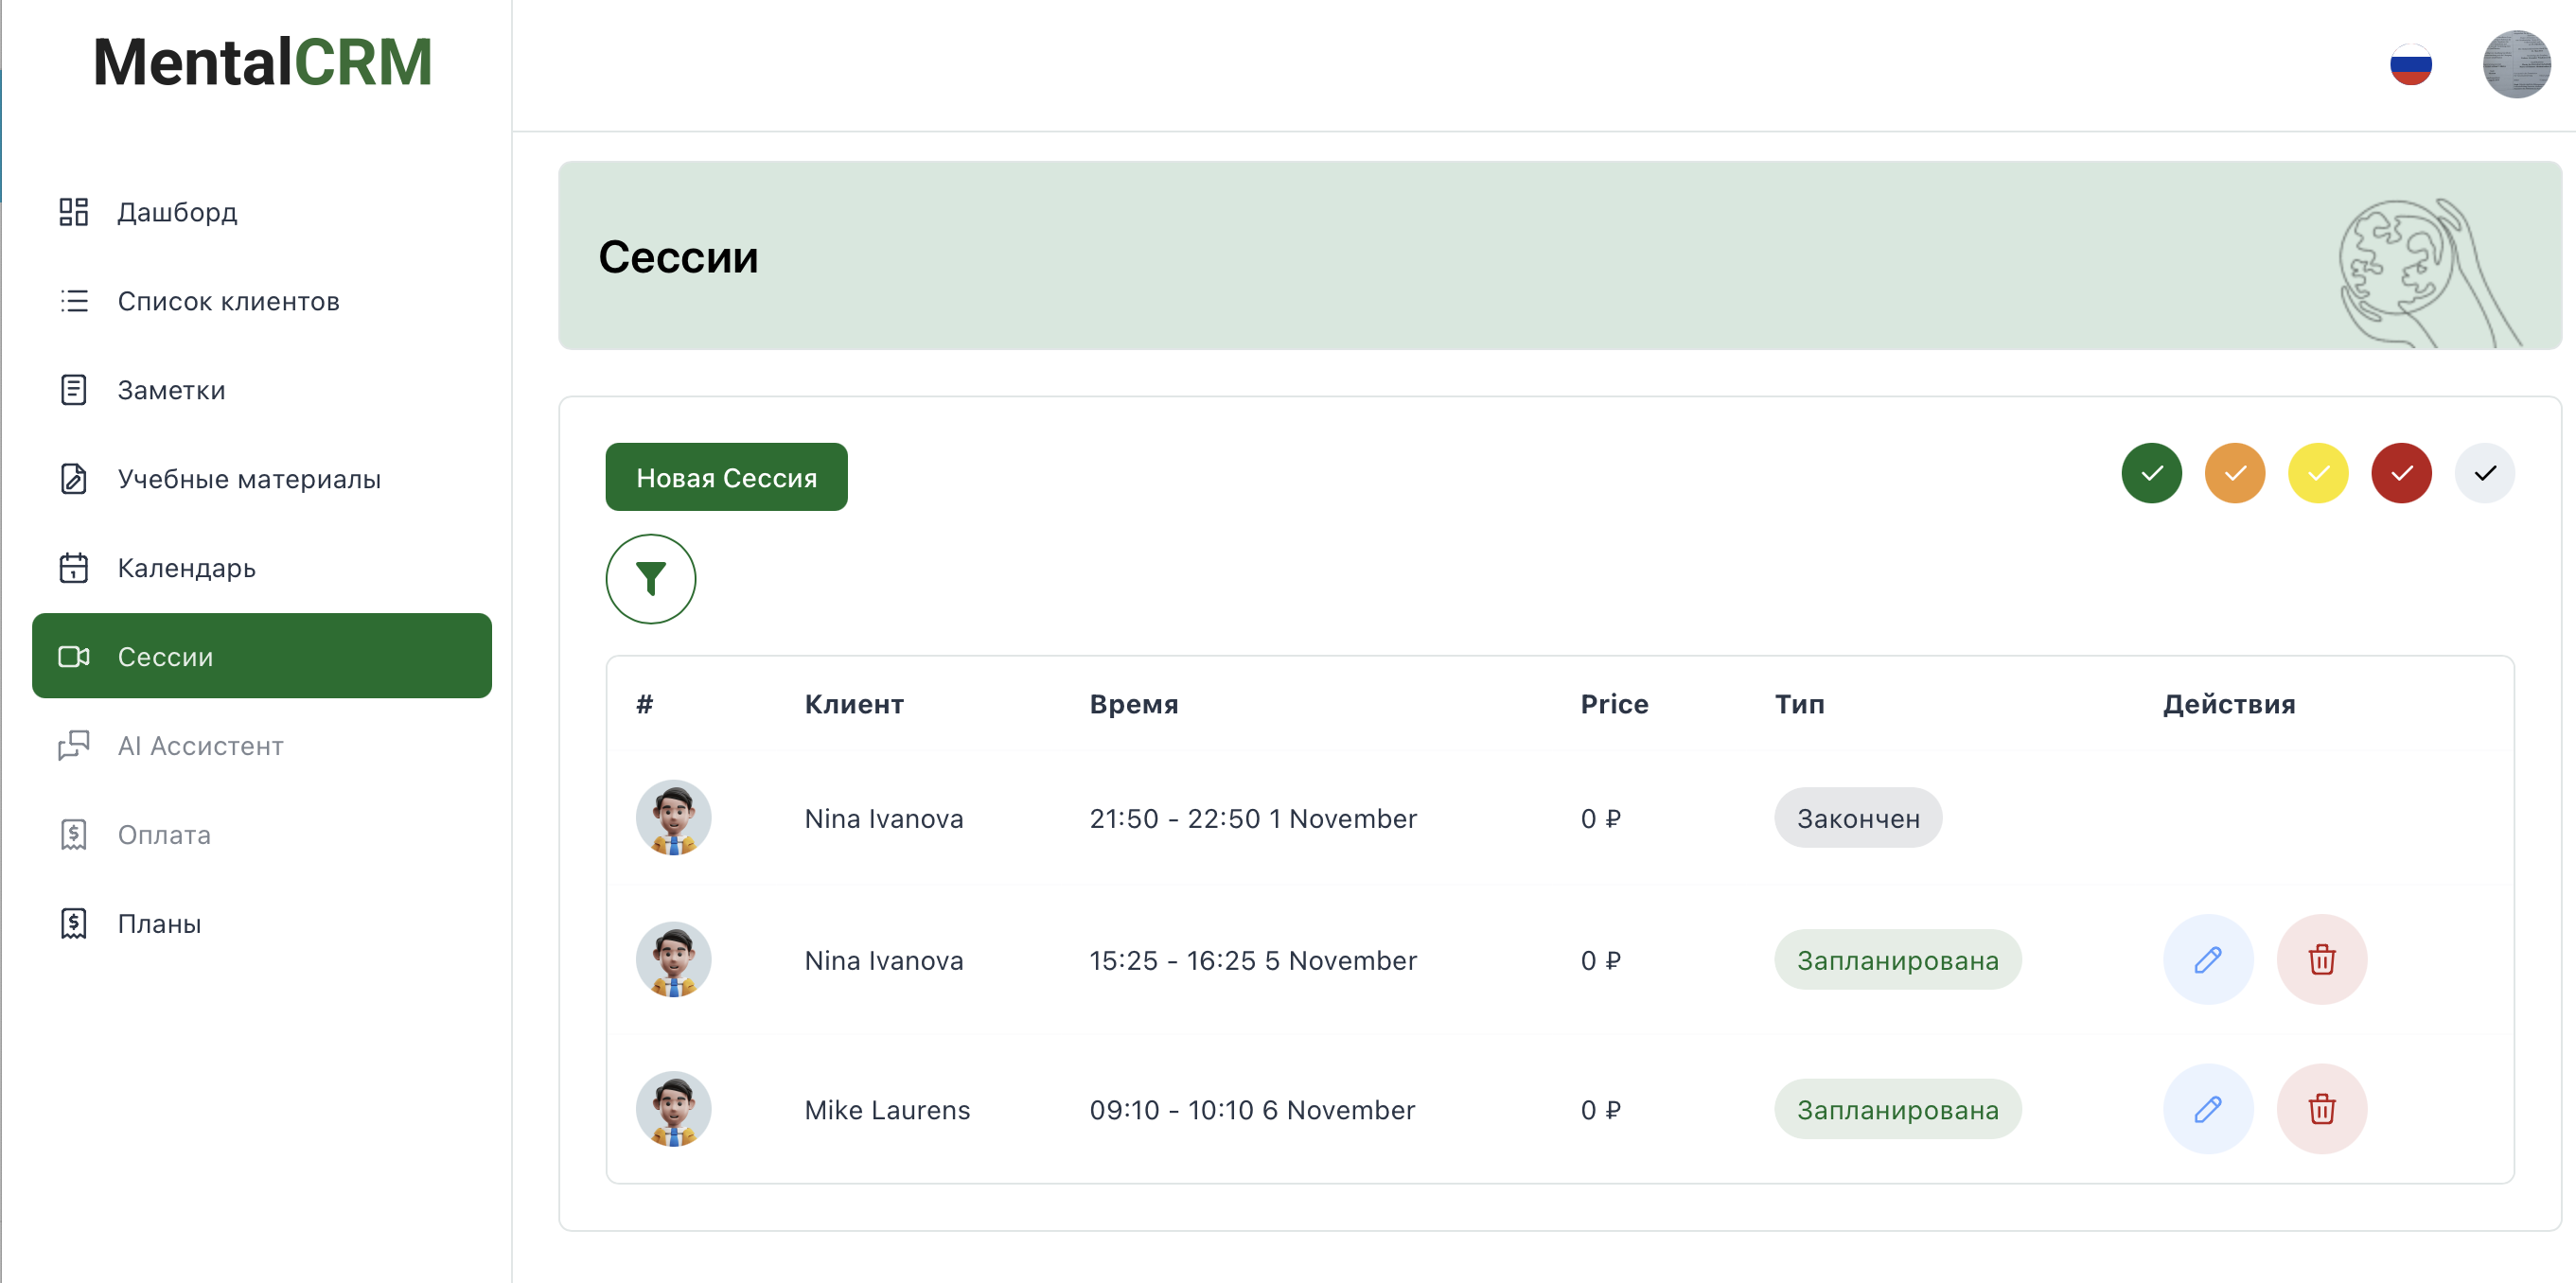 MentalCRM
Дашборд
Список клиентов
Заметки
Учебные материалы
Календарь
Сессии
AI Ассистент
Оплата
Планы
Сессии
Новая Сессия
# Клиент Время Price Тип Действия
Nina Ivanova 21:50 - 22:50 1 November 0 ₽ Закончен
Nina Ivanova 15:25 - 16:25 5 November 0 ₽ Запланирована
Mike Laurens 09:10 - 10:10 6 November 0 ₽ Запланирована